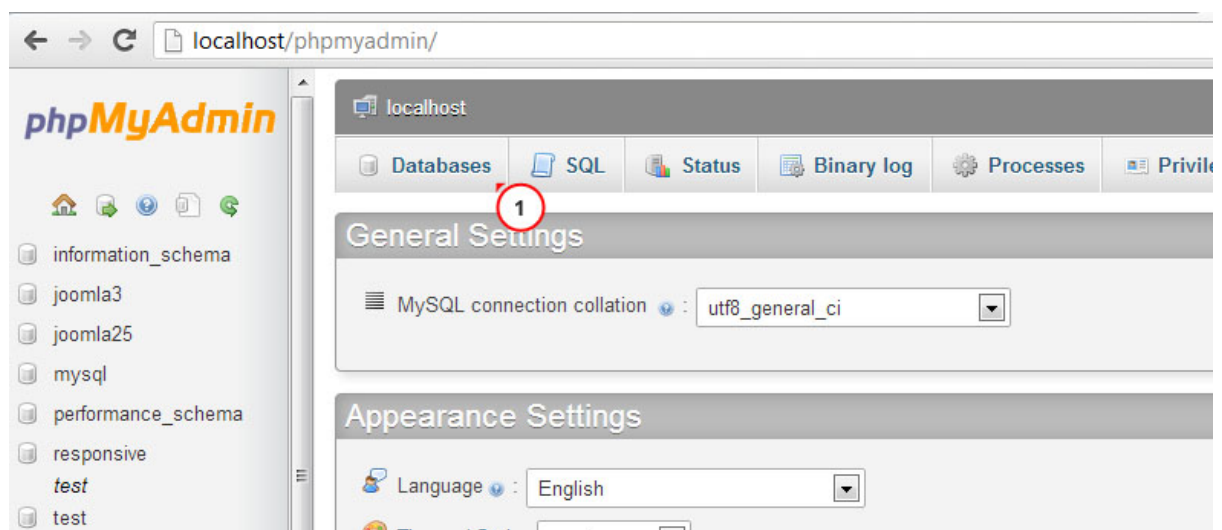 localhost/phpmyadmin/
phpMyAdmin
information_schema
joomla3
joomla25
mysql
performance_schema
responsive
test
test
localhost
Databases SQL Status Binary log Processes
1
General Settings
MySQL connection collation : utf8_general_ci
Appearance Settings
Language : English